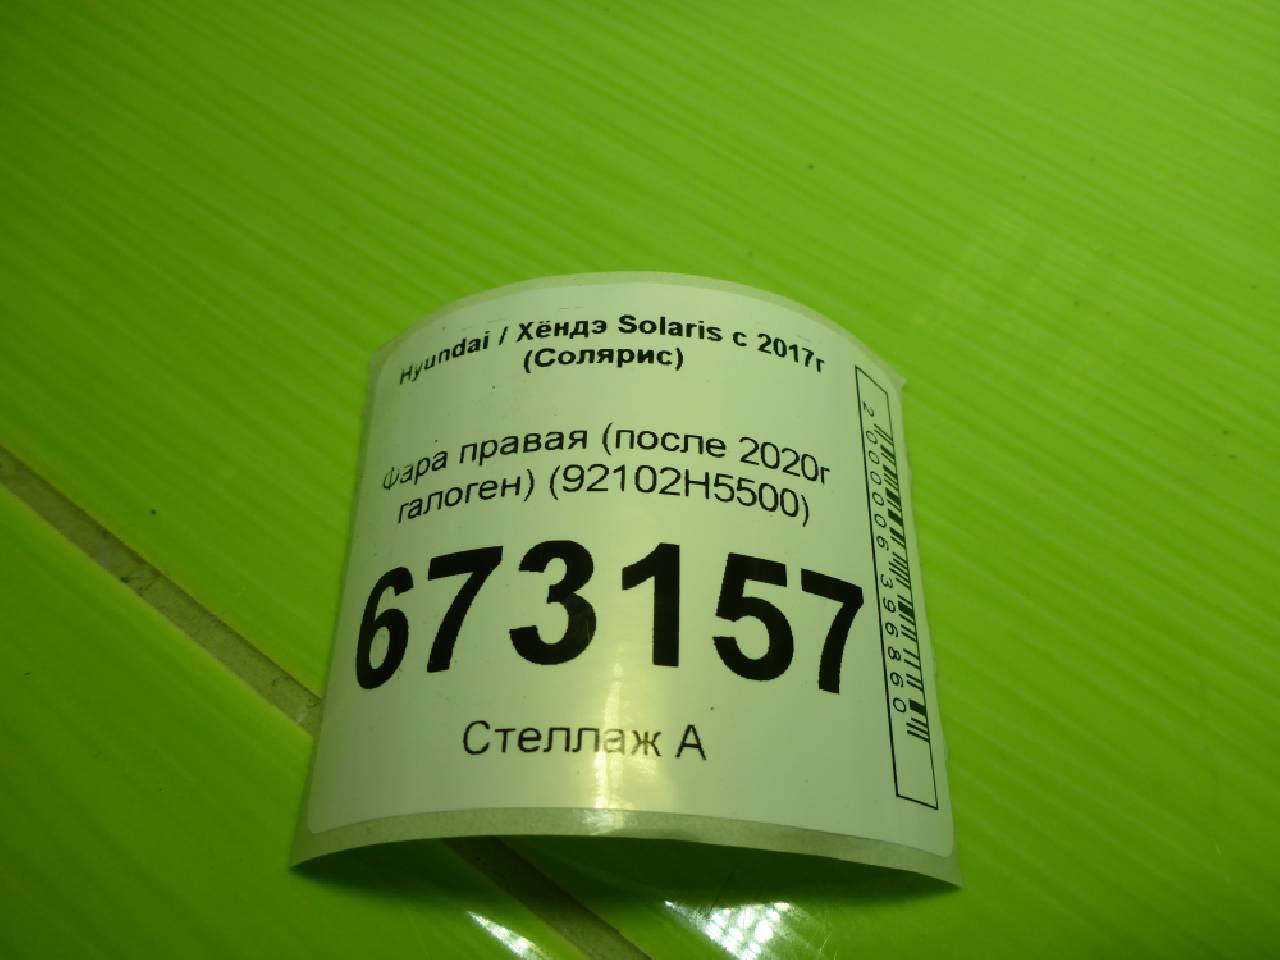 Hyundai / Хёндэ Solaris с 2017г
(Солярис)
Фара правая (после 2020г
галоген) (92102H5500)
673157
Стеллаж А
2000006396860